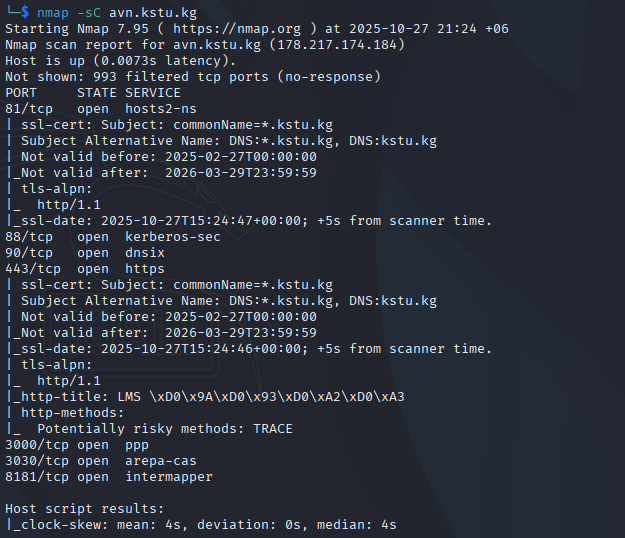 └─$ nmap -sC avn.kstu.kg
Starting Nmap 7.95 ( https://nmap.org ) at 2025-10-27 21:24 +06
Nmap scan report for avn.kstu.kg (178.217.174.184)
Host is up (0.0073s latency).
Not shown: 993 filtered tcp ports (no-response)
PORT     STATE SERVICE
81/tcp   open  hosts2-ns
| ssl-cert: Subject: commonName=*.kstu.kg
| Subject Alternative Name: DNS:*.kstu.kg, DNS:kstu.kg
| Not valid before: 2025-02-27T00:00:00
|_Not valid after:  2026-03-29T23:59:59
| tls-alpn:
|_  http/1.1
|_ssl-date: 2025-10-27T15:24:47+00:00; +5s from scanner time.
88/tcp   open  kerberos-sec
90/tcp   open  dnsix
443/tcp  open  https
| ssl-cert: Subject: commonName=*.kstu.kg
| Subject Alternative Name: DNS:*.kstu.kg, DNS:kstu.kg
| Not valid before: 2025-02-27T00:00:00
|_Not valid after:  2026-03-29T23:59:59
|_ssl-date: 2025-10-27T15:24:46+00:00; +5s from scanner time.
| tls-alpn:
|_  http/1.1
|_http-title: LMS \xD0\x9A\xD0\x93\xD0\xA2\xD0\xA3
| http-methods:
|_  Potentially risky methods: TRACE
3000/tcp open  ppp
3030/tcp open  arepa-cas
8181/tcp open  intermapper

Host script results:
|_clock-skew: mean: 4s, deviation: 0s, median: 4s